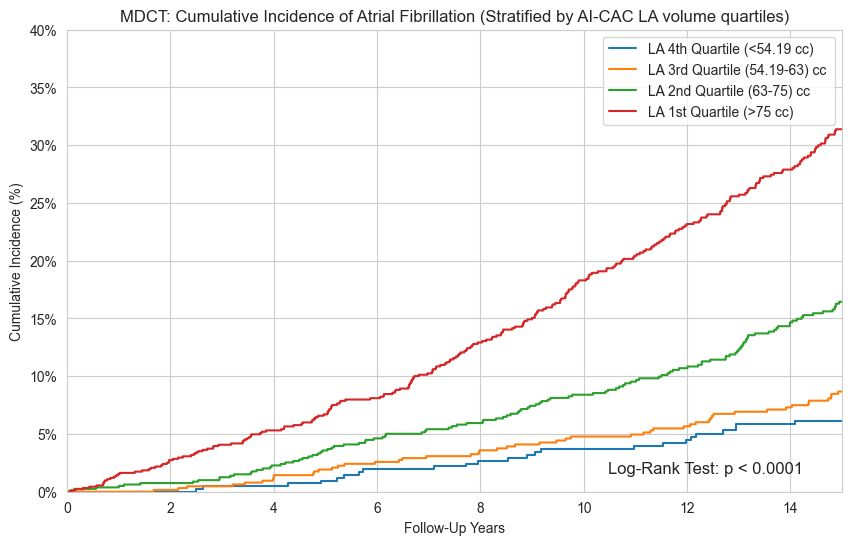 MDCT: Cumulative Incidence of Atrial Fibrillation (Stratified by AI-CAC LA volume quartiles)
40%
35%
30%
25%
20%
15%
10%
5%
0%
Cumulative Incidence (%)
LA 4th Quartile (<54.19 cc)
LA 3rd Quartile (54.19-63) cc
LA 2nd Quartile (63-75) cc
LA 1st Quartile (>75 cc)
Log-Rank Test: p < 0.0001
0 2 4 6 8 10 12 14
Follow-Up Years